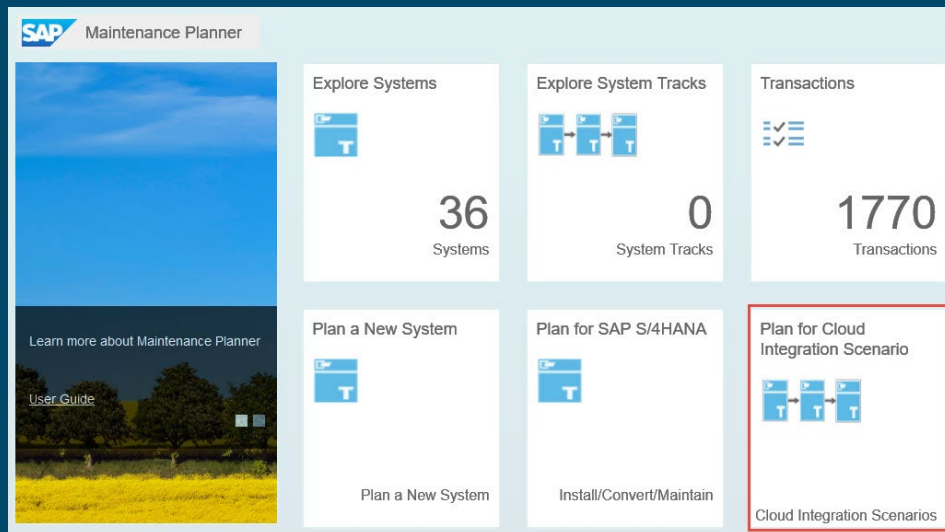 SAP Maintenance Planner
Explore Systems
36
Systems
Explore System Tracks
0
System Tracks
Transactions
1770
Transactions
Learn more about Maintenance Planner
User Guide
Plan a New System
Plan a New System
Plan for SAP S/4HANA
Install/Convert/Maintain
Plan for Cloud
Integration Scenario
Cloud Integration Scenarios